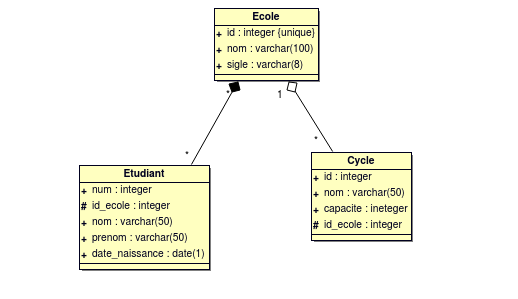 Ecole
+ id : integer {unique}
+ nom : varchar(100)
+ sigle : varchar(8)
*
1
*
*
Etudiant
+ num : integer
# id_ecole : integer
+ nom : varchar(50)
+ prenom : varchar(50)
+ date_naissance : date(1)
Cycle
+ id : integer
+ nom : varchar(50)
+ capacite : ineteger
# id_ecole : integer